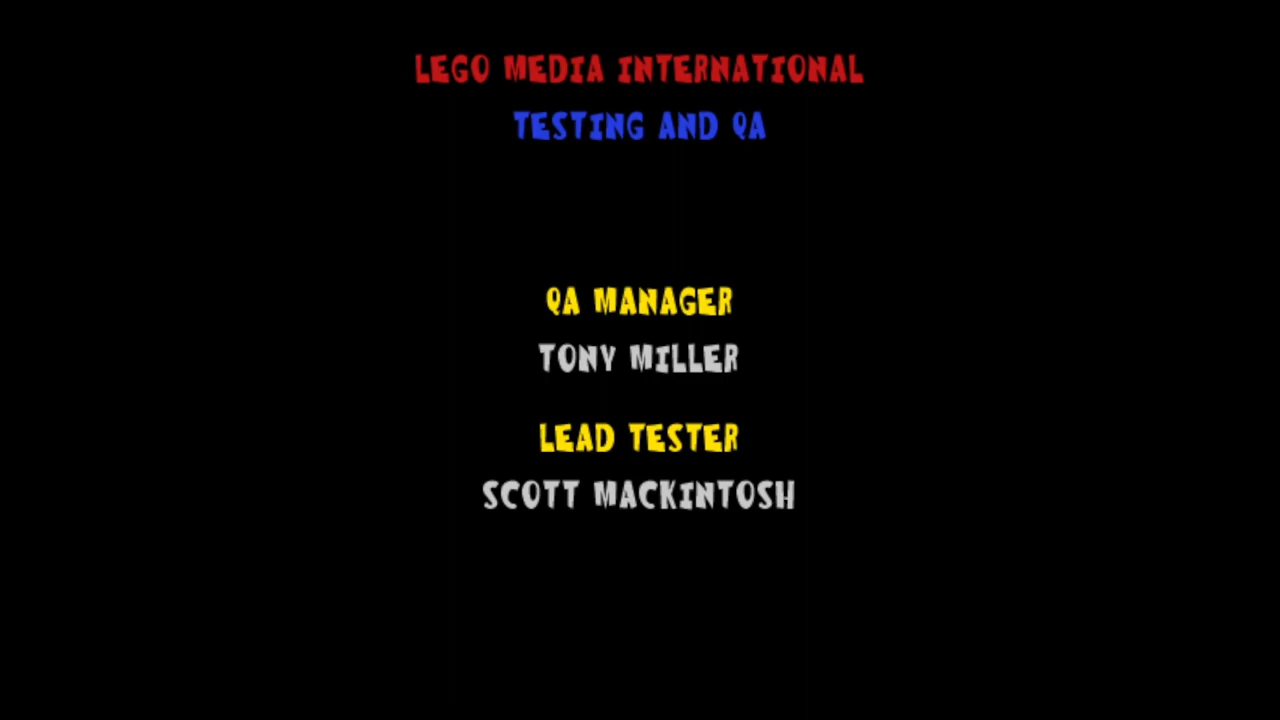 LEGO MEDIA INTERNATIONAL
TESTING AND QA
QA MANAGER
TONY MILLER
LEAD TESTER
SCOTT MACKINTOSH